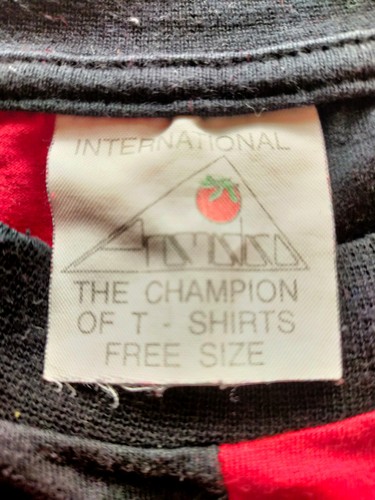 INTERNATIONAL
THE CHAMPION
OF T - SHIRTS
FREE SIZE